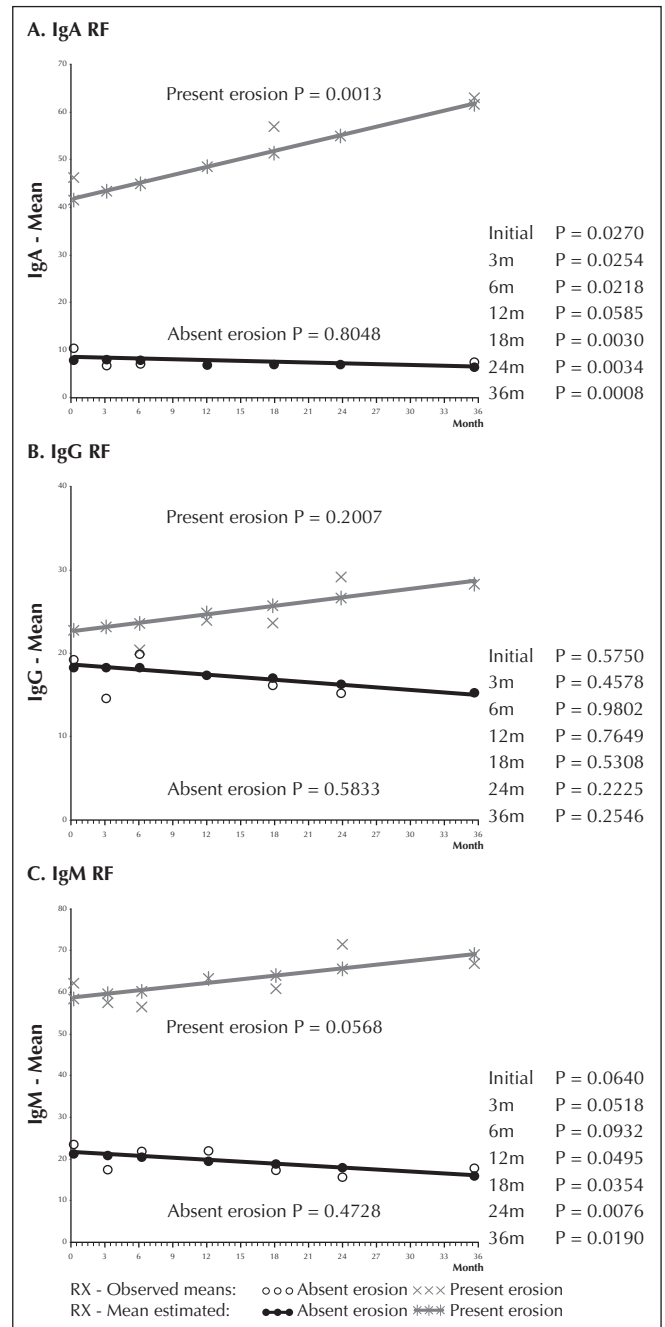 A. IgA RF
70
Present erosion P = 0.0013
60
50
40
IgA - Mean
30
Initial P = 0.0270
3m P = 0.0254
6m P = 0.0218
20
12m P = 0.0585
Absent erosion P = 0.8048
18m P = 0.0030
10
24m P = 0.0034
36m P = 0.0008
0
0 3 6 9 12 15 18 21 24 27 30 33 36
Month
B. IgG RF
40
Present erosion P = 0.2007
30
20
IgG - Mean
Initial P = 0.5750
3m P = 0.4578
6m P = 0.9802
10
12m P = 0.7649
18m P = 0.5308
Absent erosion P = 0.5833
24m P = 0.2225
36m P = 0.2546
0
0 3 6 9 12 15 18 21 24 27 30 33 36
Month
C. IgM RF
80
70
60
Present erosion P = 0.0568
50
40
IgM - Mean
Initial P = 0.0640
30
3m P = 0.0518
6m P = 0.0932
20
12m P = 0.0495
18m P = 0.0354
Absent erosion P = 0.4728
10
24m P = 0.0076
36m P = 0.0190
0
0 3 6 9 12 15 18 21 24 27 30 33 36
Month
RX - Observed means: Absent erosion Present erosion
RX - Mean estimated: Absent erosion Present erosion